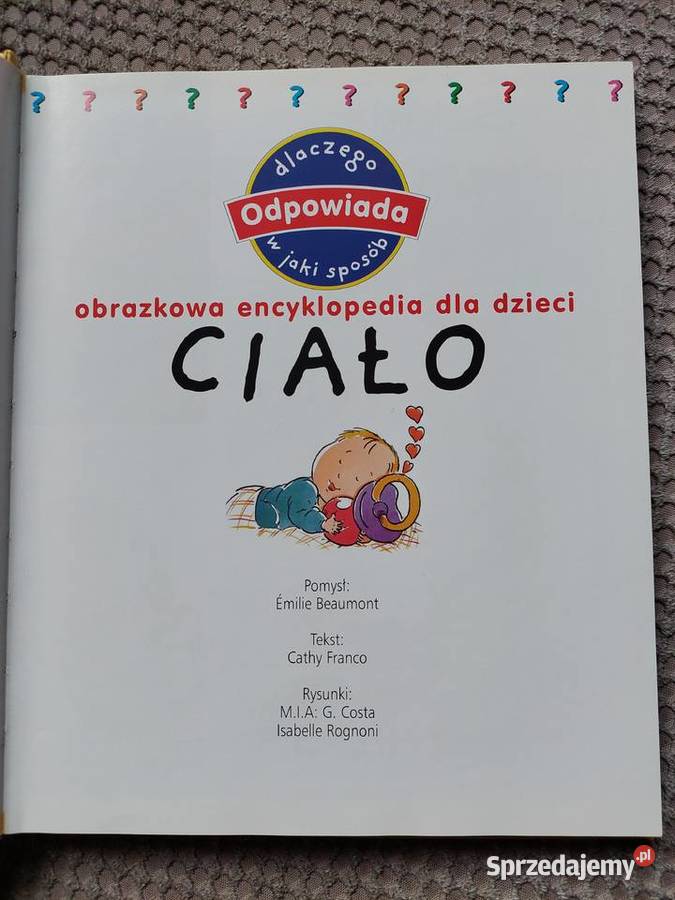 ? ? ? ? ? ? ? ? ? ? ? ?
dlaczego
Odpowiada
w jaki sposób
obrazkowa encyklopedia dla dzieci
CIAŁO
Pomysł:
Émilie Beaumont
Tekst:
Cathy Franco
Rysunki:
M.I.A: G. Costa
Isabelle Rognoni
Sprzedajemy.pl